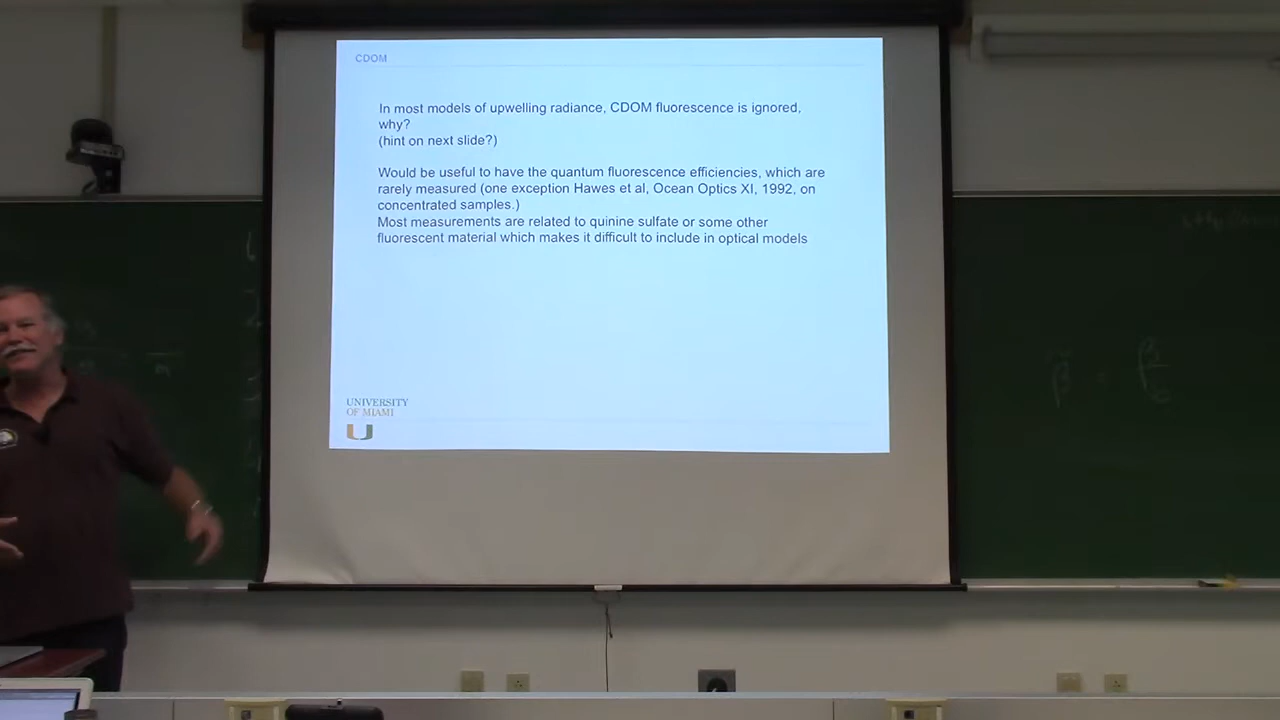 CDOM
In most models of upwelling radiance, CDOM fluorescence is ignored,
why?
(hint on next slide?)
Would be useful to have the quantum fluorescence efficiencies, which are
rarely measured (one exception Hawes et al, Ocean Optics XI, 1992, on
concentrated samples.)
Most measurements are related to quinine sulfate or some other
fluorescent material which makes it difficult to include in optical models
UNIVERSITY
OF MIAMI